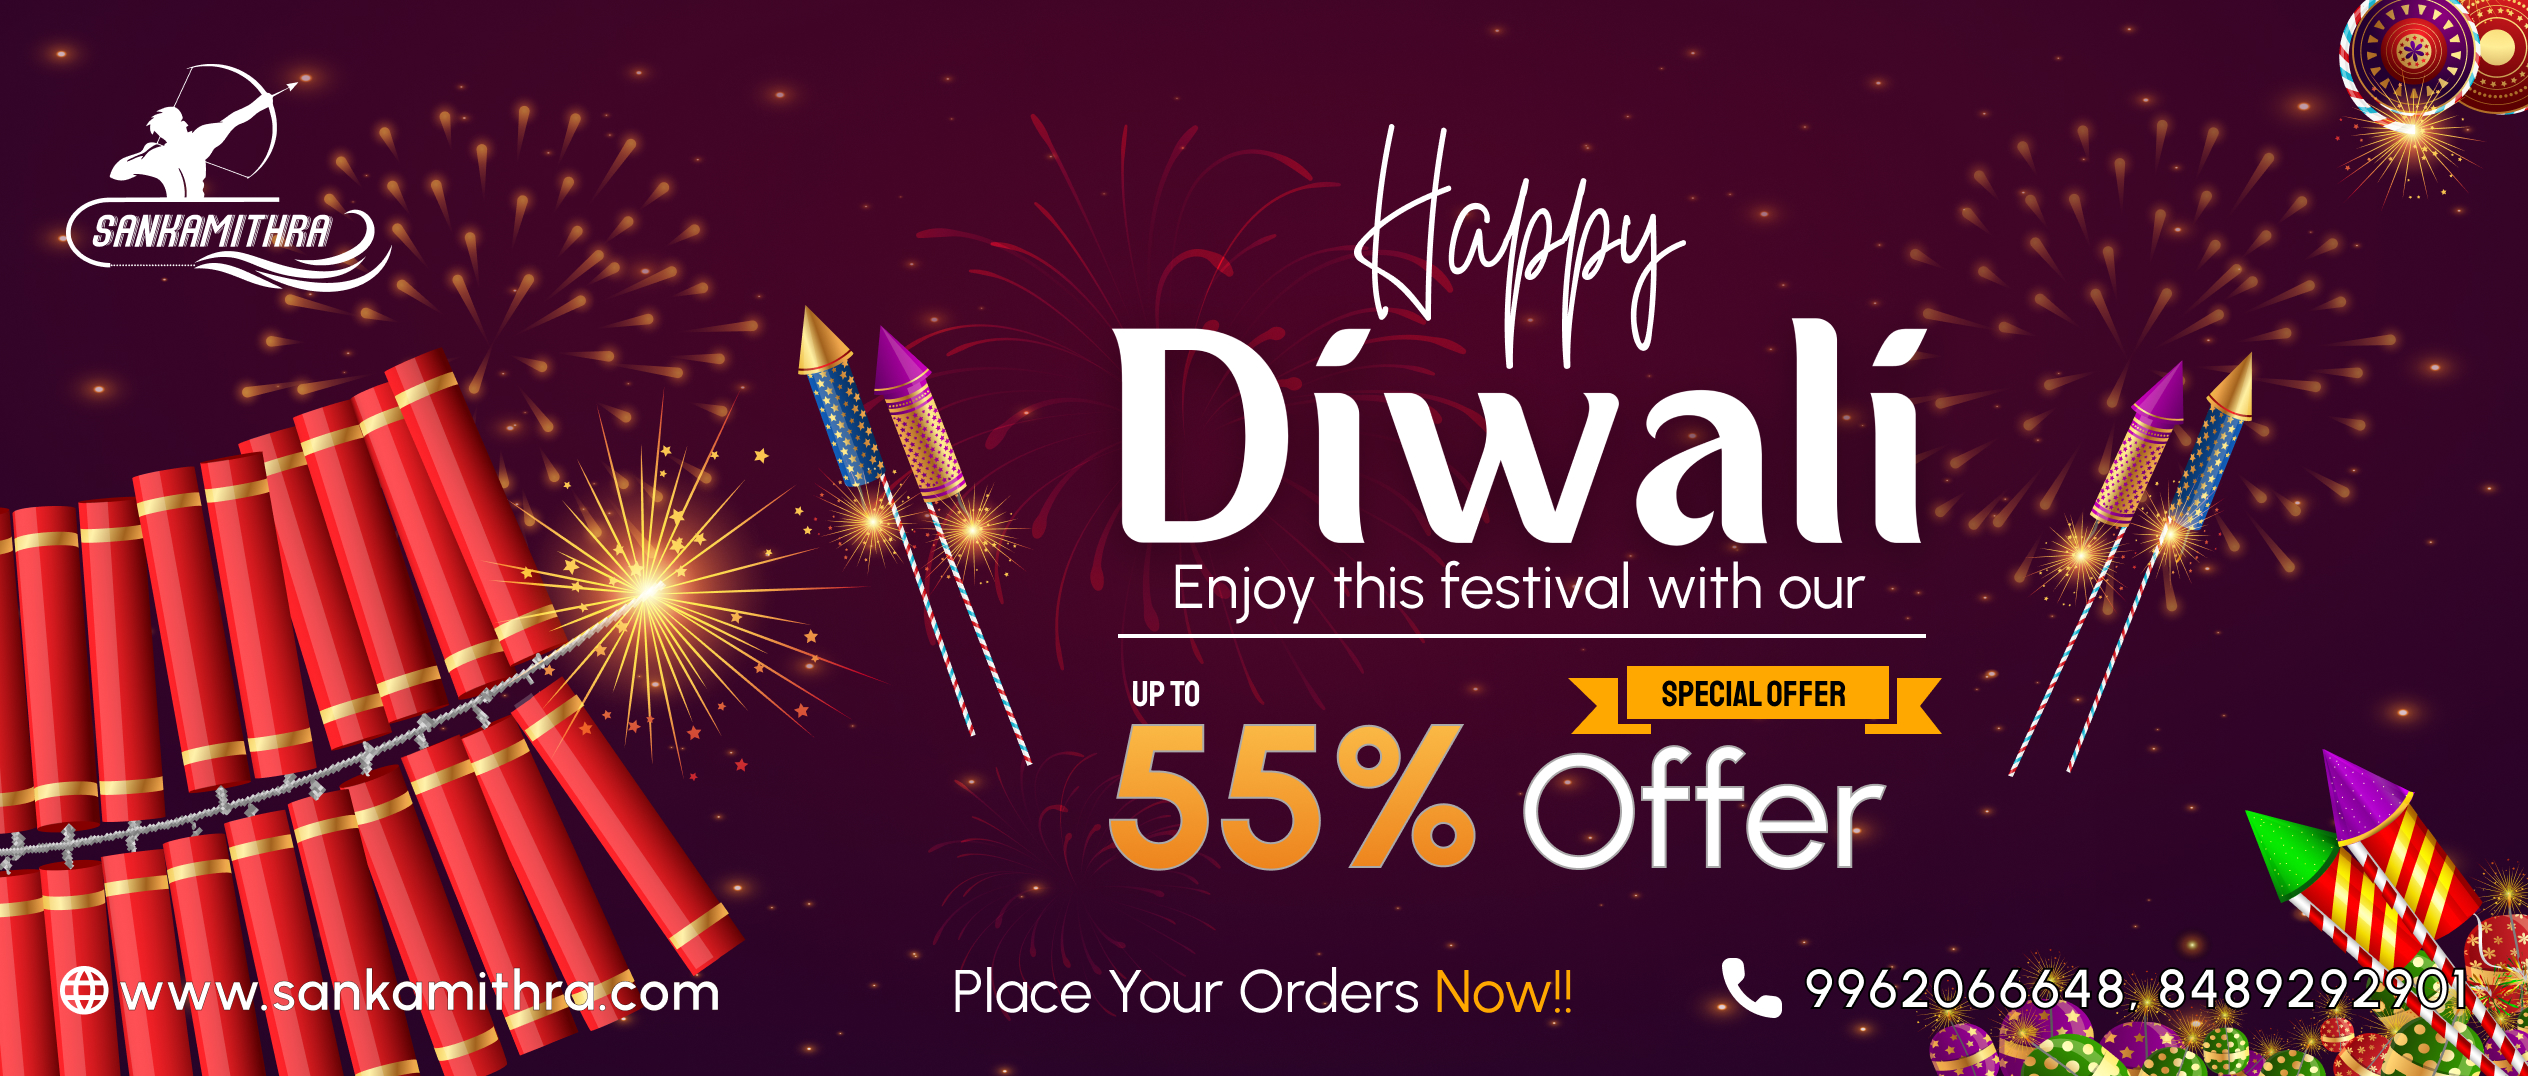 SANKAMITHRA
Happy
Diwali
Enjoy this festival with our
UP TO
55% Offer
SPECIAL OFFER
www.sankamithra.com
Place Your Orders Now!!
9962066648, 8489292901